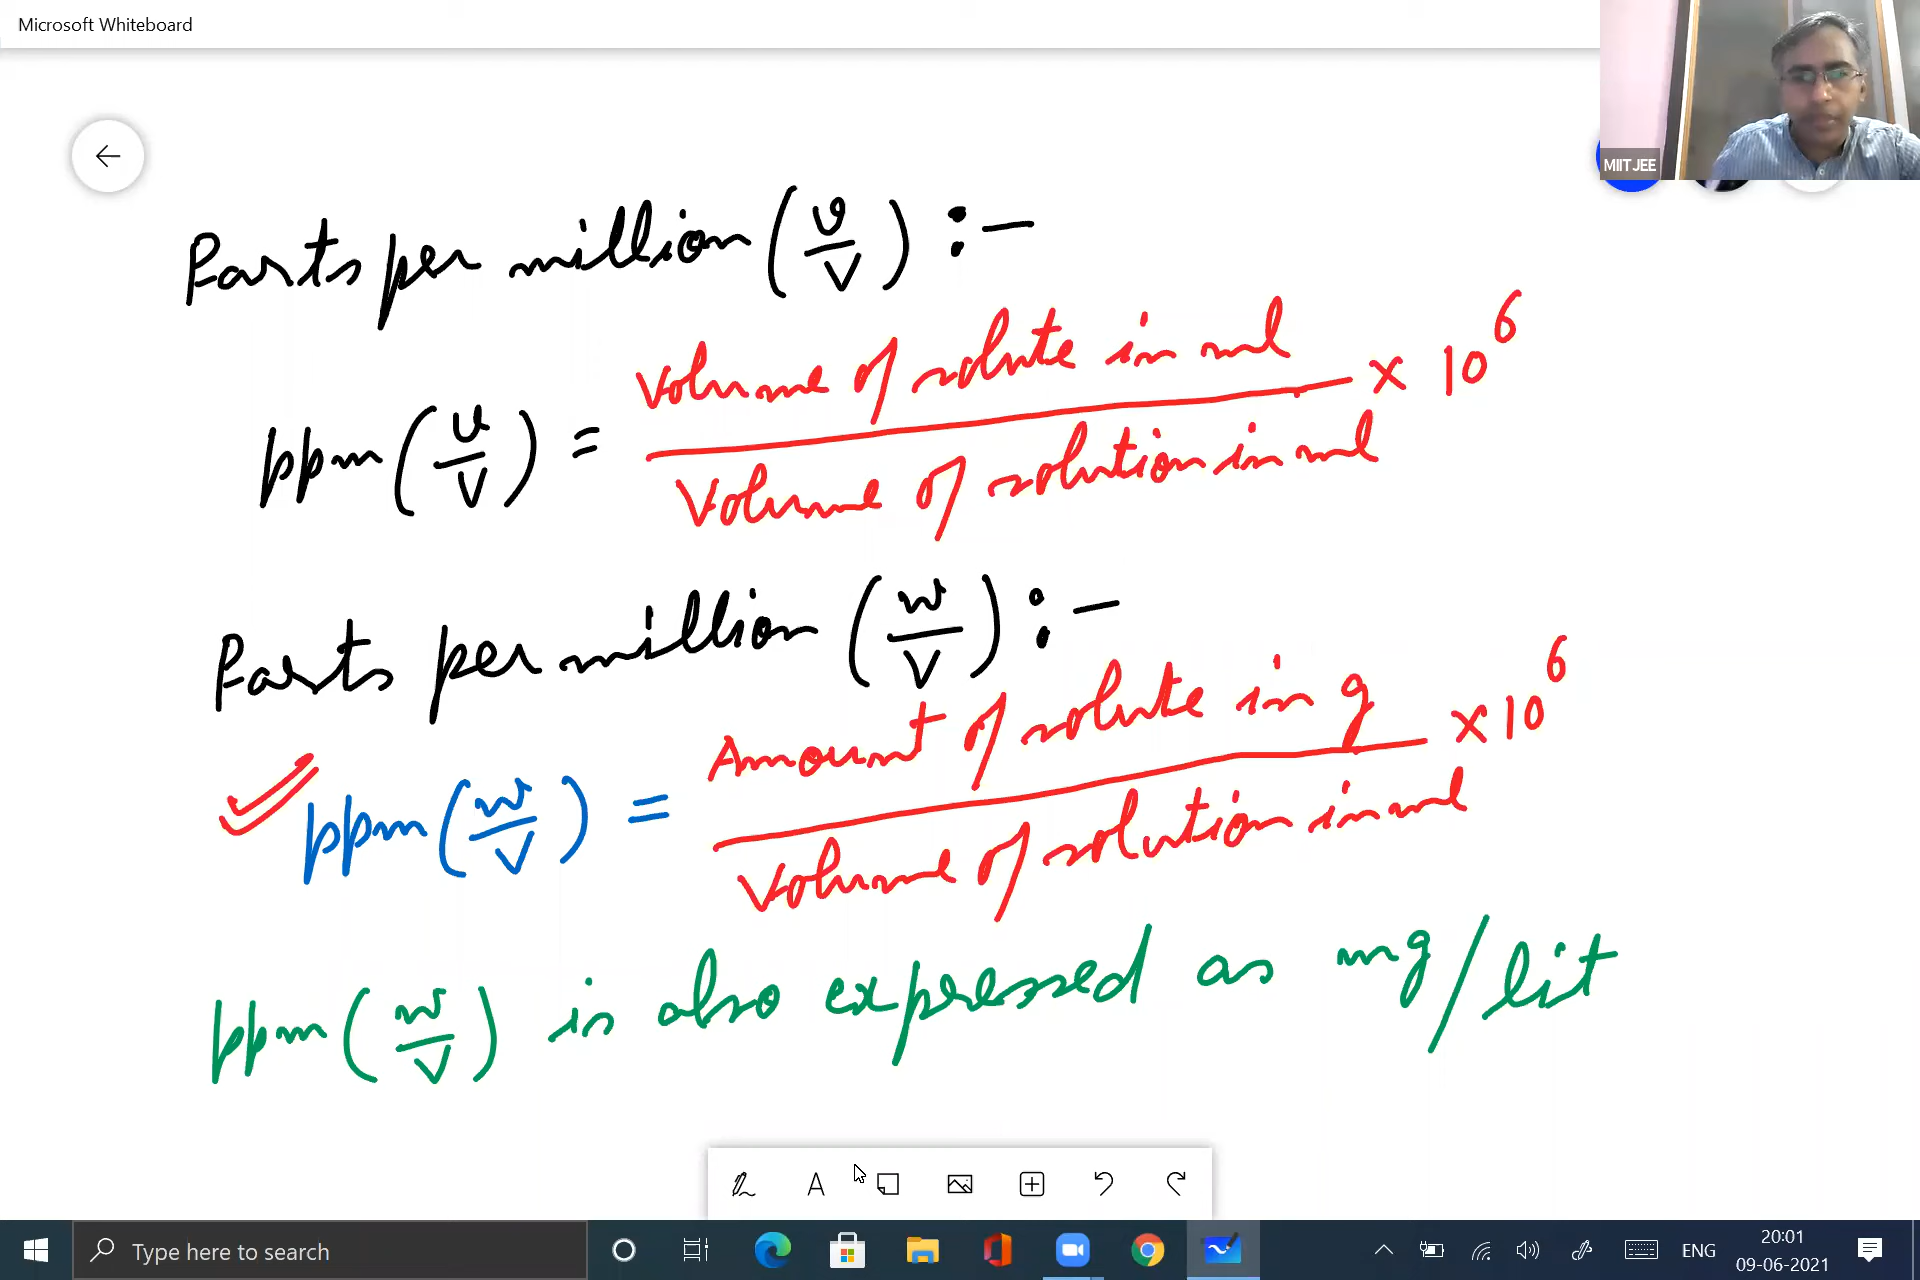 Microsoft Whiteboard
MIITJEE
Parts per million (v/V) :-
ppm (v/V) = Volume of solute in ml / Volume of solution in ml × 10^6
Parts per million (w/V) :-
ppm (w/V) = Amount of solute in g / Volume of solution in ml × 10^6
ppm (w/V) is also expressed as mg/lit
A
Type here to search
ENG
20:01
09-06-2021